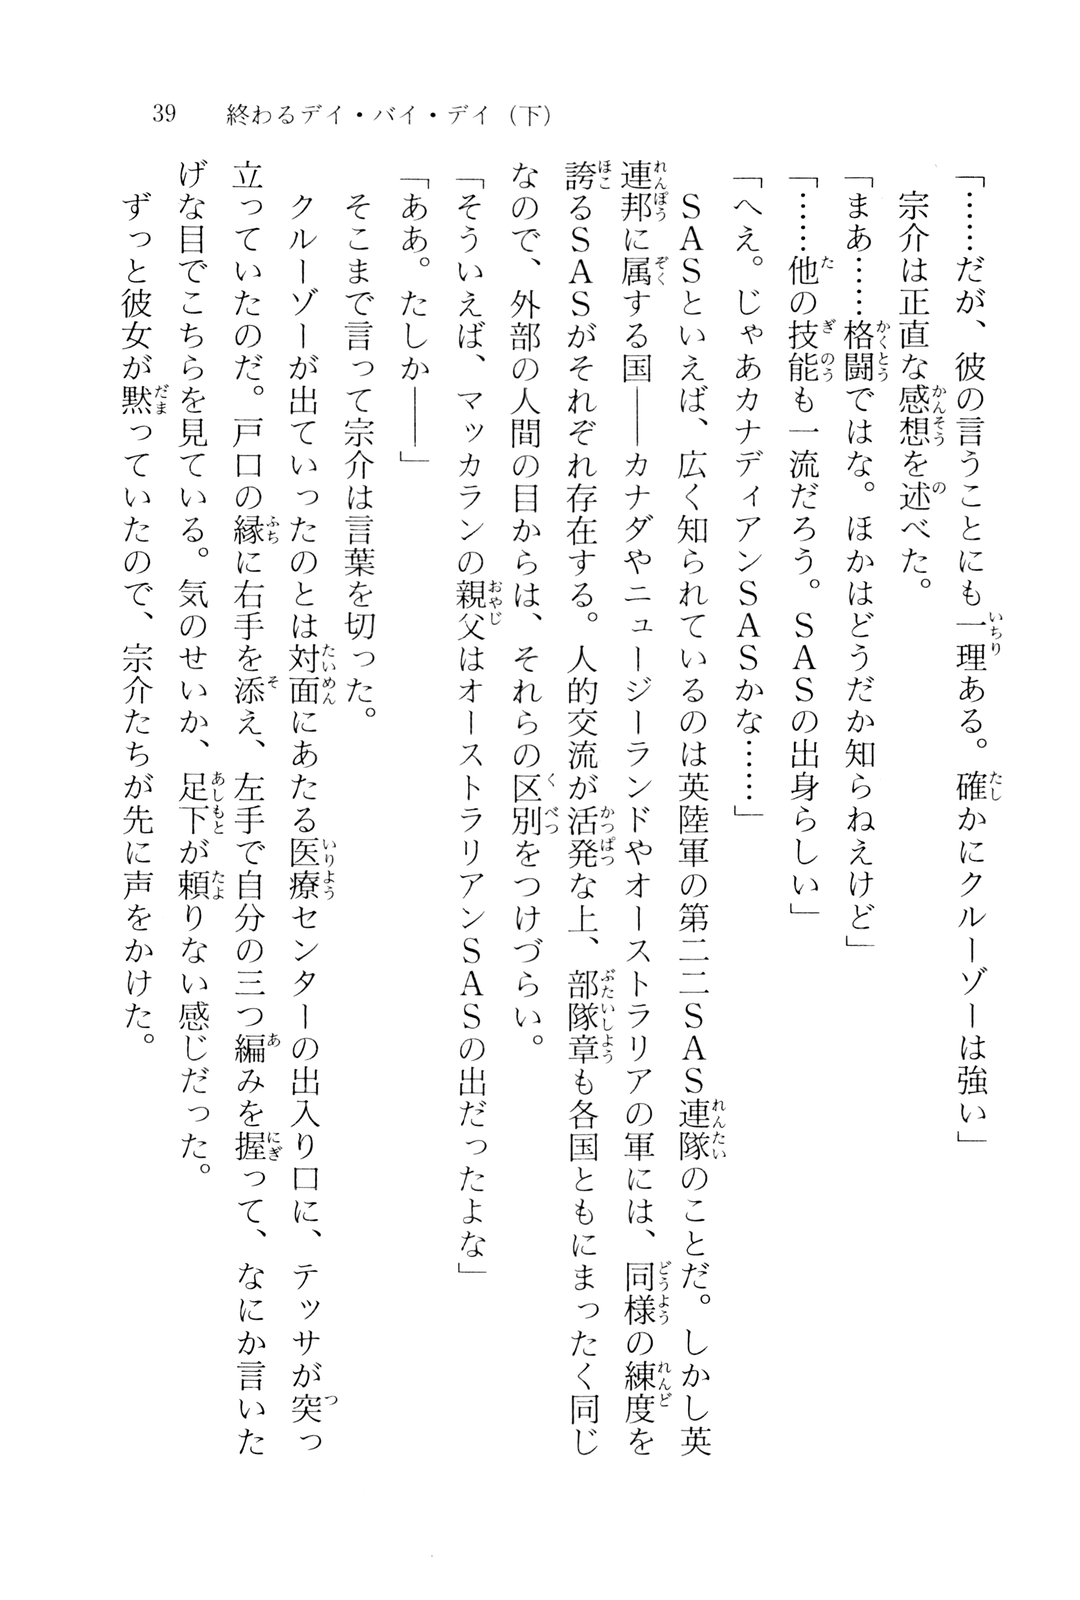 39　終わるデイ・バイ・デイ（下）
「……だが、彼の言うことにも一理ある。確かにクルーゾーは強い」
　宗介は正直な感想を述べた。
「まあ……格闘ではな。ほかはどうだか知らねえけど」
「……他の技能も一流だろう。ＳＡＳの出身らしい」
「へえ。じゃあカナディアンＳＡＳかな……」
　ＳＡＳといえば、広く知られているのは英陸軍の第二二ＳＡＳ連隊のことだ。しかし英
連邦に属する国――カナダやニュージーランドやオーストラリアの軍には、同様の練度を
誇るＳＡＳがそれぞれ存在する。人的交流が活発な上、部隊章も各国ともにまったく同じ
なので、外部の人間の目からは、それらの区別をつけづらい。
「そういえば、マッカランの親父はオーストラリアンＳＡＳの出だったよな」
「ああ。たしか――」
　そこまで言って宗介は言葉を切った。
　クルーゾーが出ていったのとは対面にあたる医療センターの出入り口に、テッサが突っ
立っていたのだ。戸口の縁に右手を添え、左手で自分の三つ編みを握って、なにか言いた
げな目でこちらを見ている。気のせいか、足下が頼りない感じだった。
　ずっと彼女が黙っていたので、宗介たちが先に声をかけた。